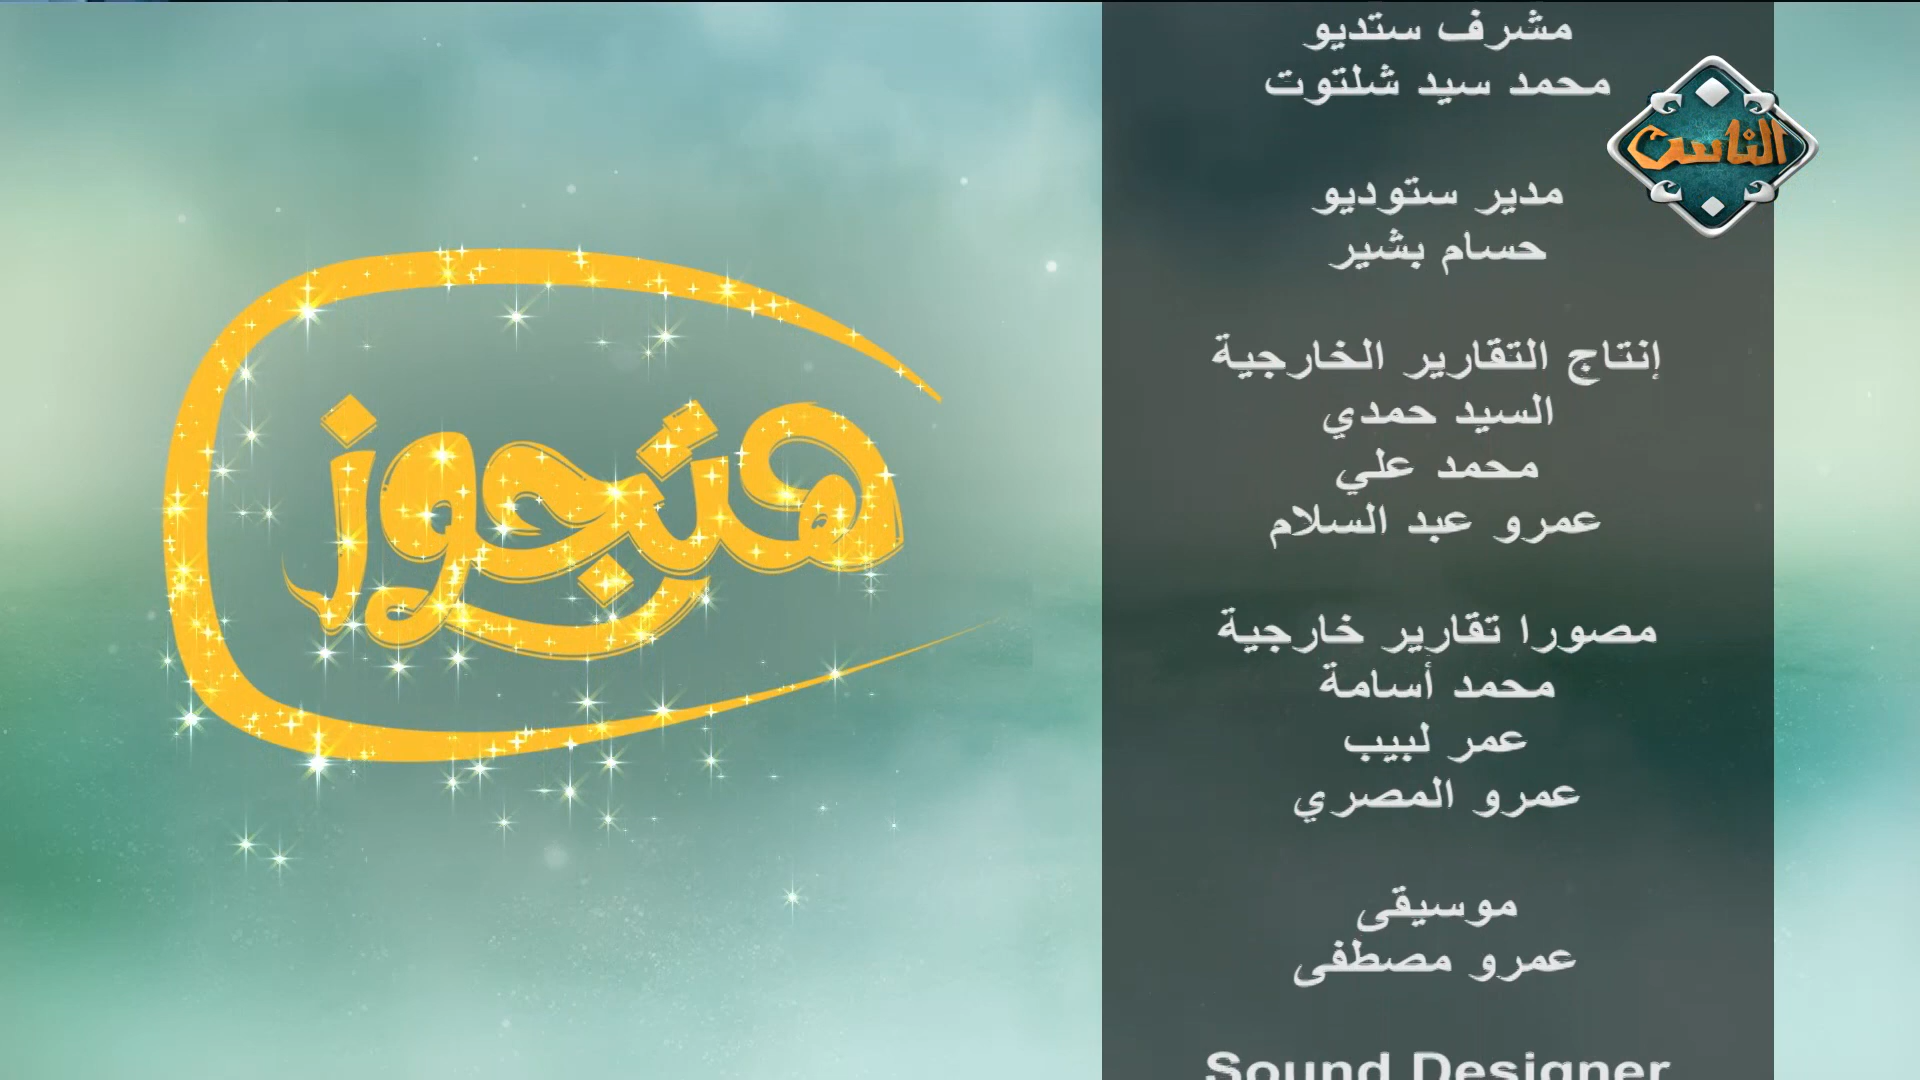 هنتجوز
الناس
مشرف ستديو
محمد سيد شلتوت
مدير ستوديو
حسام بشير
إنتاج التقارير الخارجية
السيد حمدي
محمد علي
عمرو عبد السلام
مصورا تقارير خارجية
محمد أسامة
عمر لبيب
عمرو المصري
موسيقى
عمرو مصطفى
Sound Designer